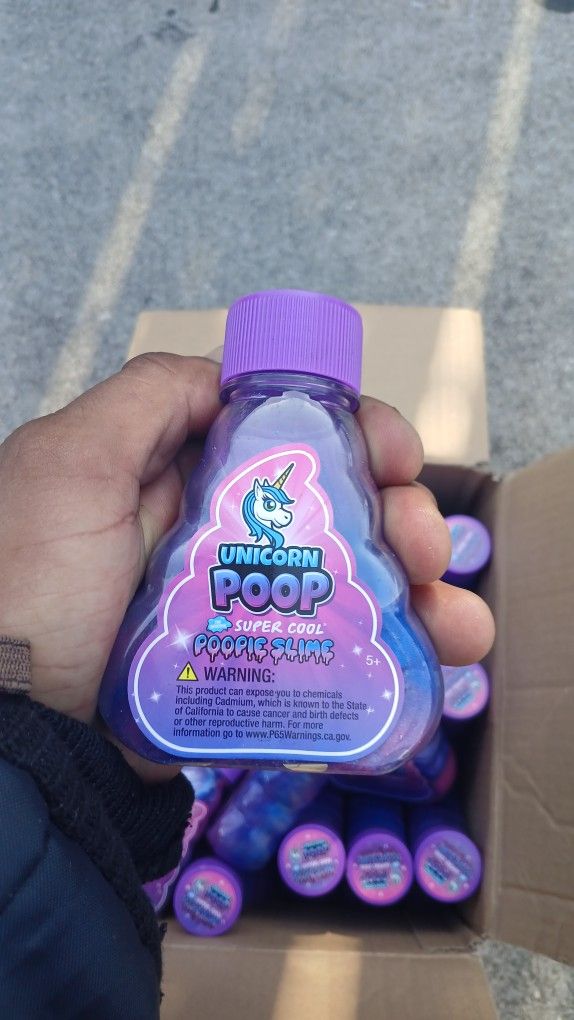 UNICORN
POOP
SUPER COOL
POOPIE SLIME
5+
WARNING:
This product can expose you to chemicals
including Cadmium, which is known to the State
of California to cause cancer and birth defects
or other reproductive harm. For more
information go to www.P65Warnings.ca.gov.